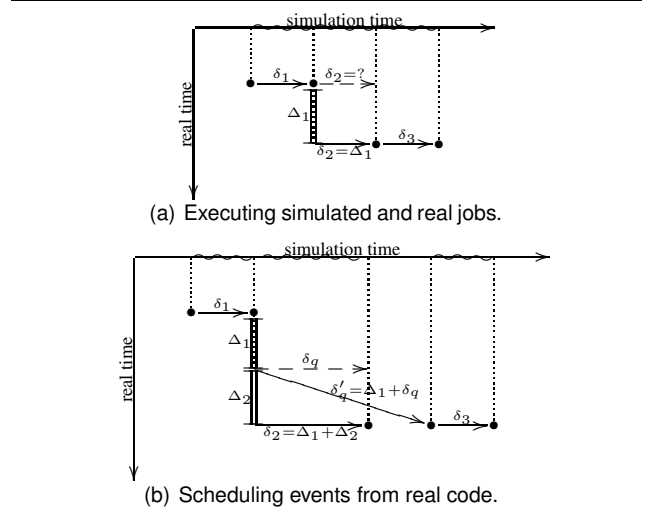 simulation time
real time
δ₁
δ₂=?
Δ₁
δ₂=Δ₁
δ₃
(a) Executing simulated and real jobs.
simulation time
real time
δ₁
Δ₁
δq
δ′q=Δ₁+δq
Δ₂
δ₂=Δ₁+Δ₂
δ₃
(b) Scheduling events from real code.